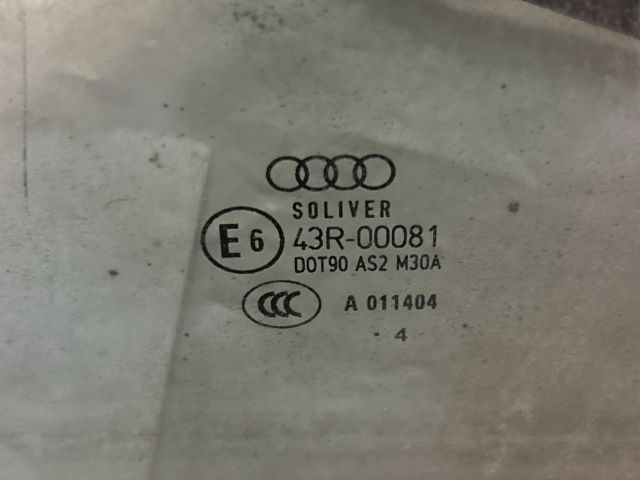 SOLIVER
E6 43R-00081
DOT90 AS2 M30A
CCC A 011404
· 4